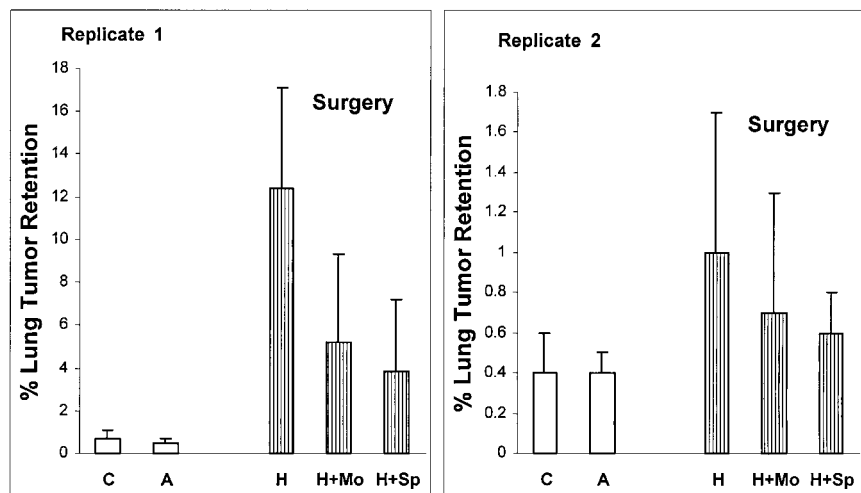 Replicate 1
18
16
14
12
10
8
6
4
2
0
% Lung Tumor Retention
Surgery
C A H H+Mo H+Sp
Replicate 2
1.8
1.6
1.4
1.2
1
0.8
0.6
0.4
0.2
0
% Lung Tumor Retention
Surgery
C A H H+Mo H+Sp